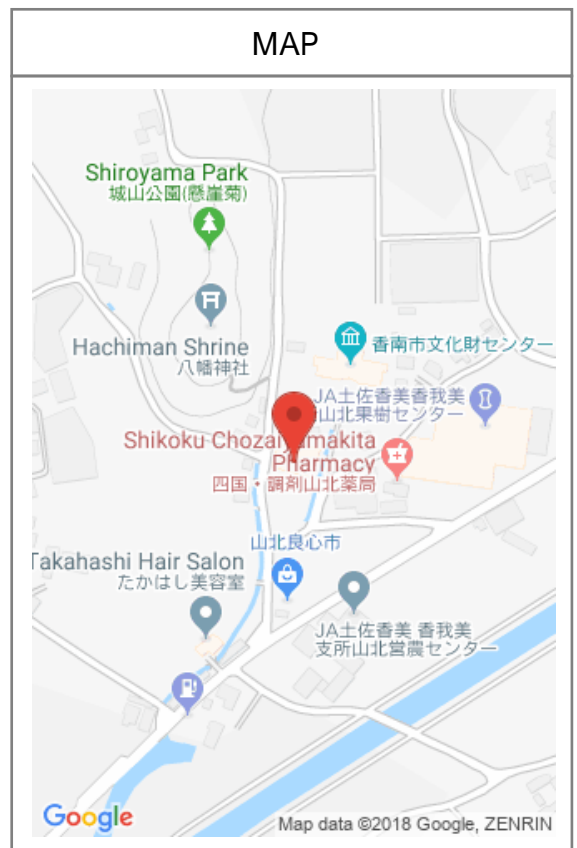 MAP
Shiroyama Park
城山公園(懸崖菊)
Hachiman Shrine
八幡神社
香南市文化財センター
JA土佐香美香我美
山北果樹センター
Shikoku Chozaiyamakita
Pharmacy
四国・調剤山北薬局
山北良心市
Takahashi Hair Salon
たかはし美容室
JA土佐香美 香我美
支所山北営農センター
Google
Map data ©2018 Google, ZENRIN